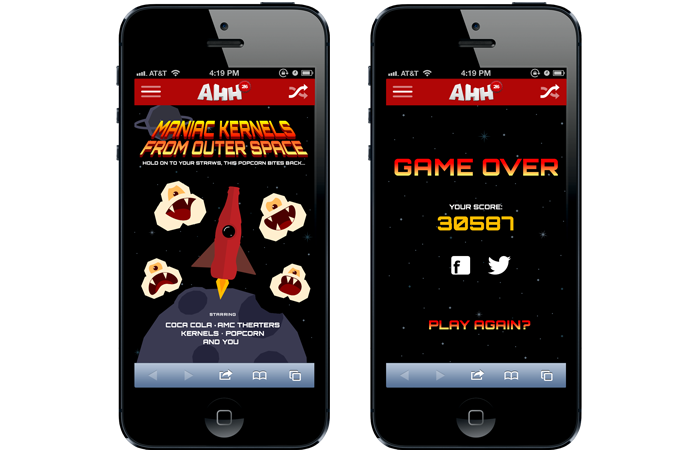 AT&T
4:19 PM
AHH
MANIAC KERNELS
FROM OUTER SPACE
HOLD ON TO YOUR STRAWS, THIS POPCORN BITES BACK...
STARRING
COCA COLA · AMC THEATERS
KERNELS · POPCORN
AND YOU
AT&T
4:19 PM
AHH
GAME OVER
YOUR SCORE:
30587
PLAY AGAIN?